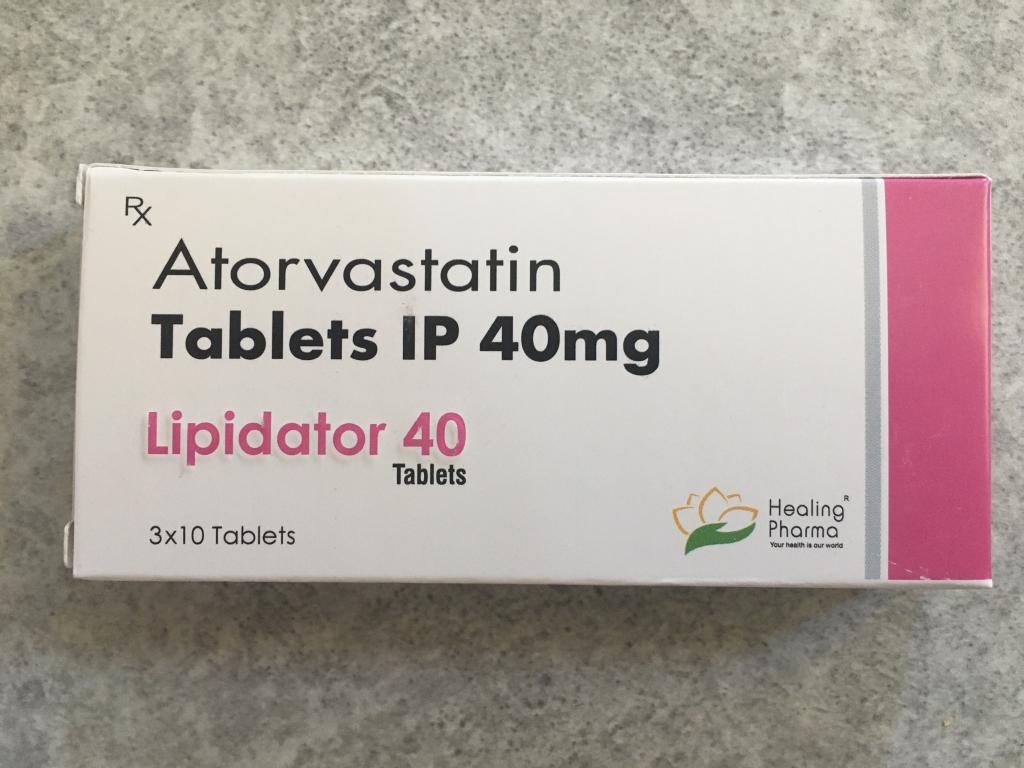 Rx
Atorvastatin
Tablets IP 40mg
Lipidator 40
Tablets
3x10 Tablets
Healing R
Pharma
Your health is our world